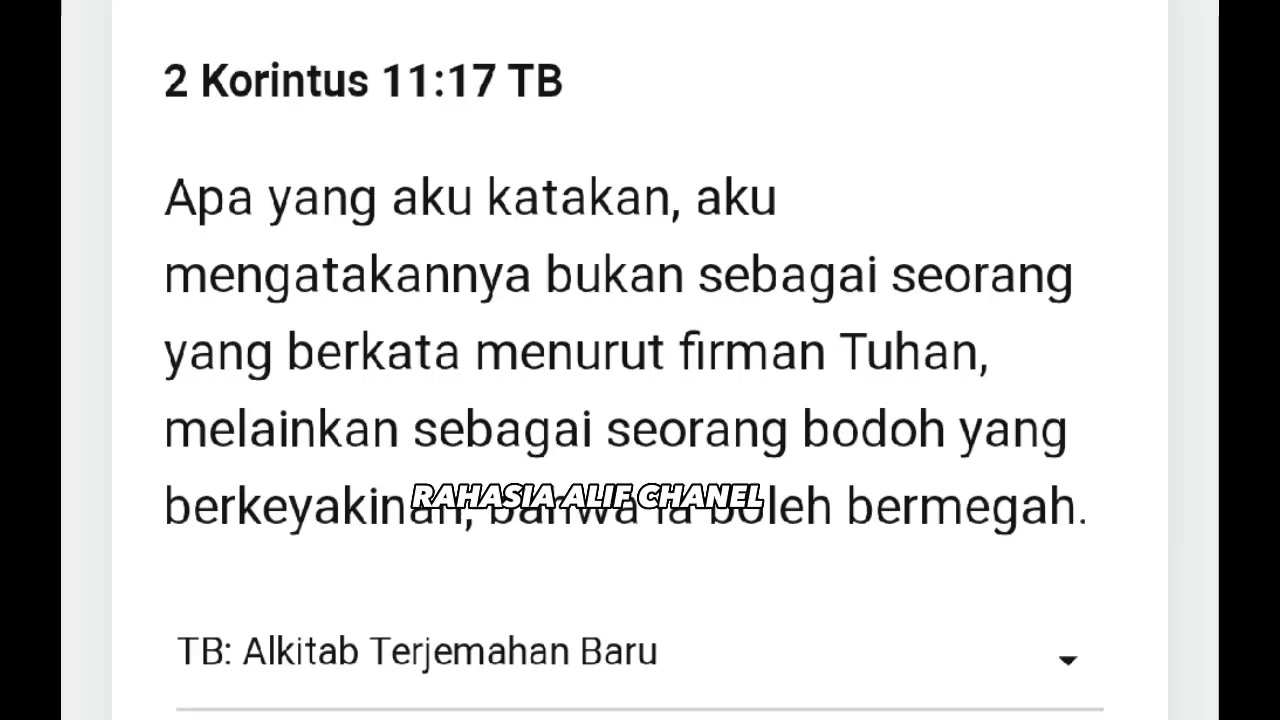 2 Korintus 11:17 TB
Apa yang aku katakan, aku
mengatakannya bukan sebagai seorang
yang berkata menurut firman Tuhan,
melainkan sebagai seorang bodoh yang
berkeyakinan, bahwa ia boleh bermegah.
RAHASIA ALIF CHANEL
TB: Alkitab Terjemahan Baru